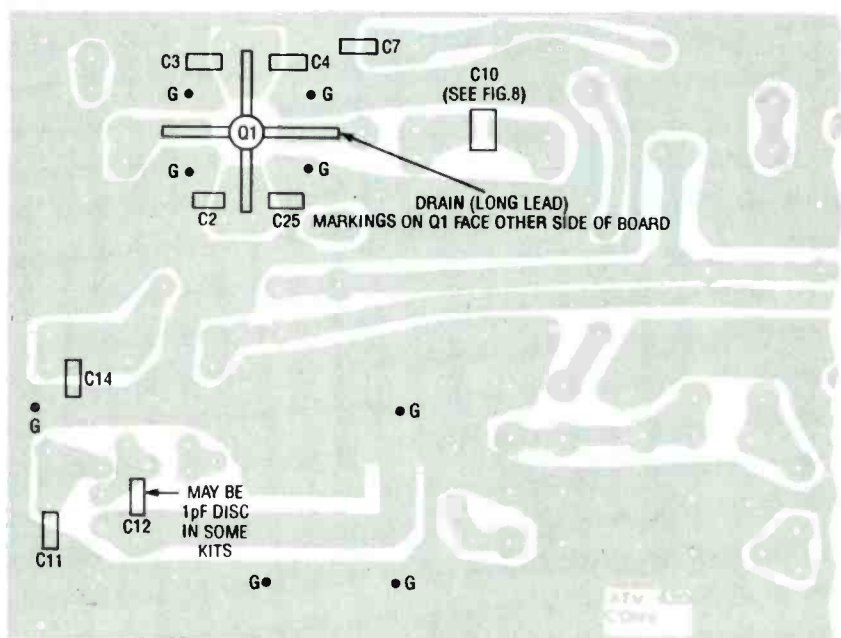 C3
C4
C7
G
G
C10
(SEE FIG.8)
Q1
G
G
DRAIN (LONG LEAD)
MARKINGS ON Q1 FACE OTHER SIDE OF BOARD
C2
C25
C14
G
G
MAY BE
1pF DISC
IN SOME
KITS
C12
C11
G
G